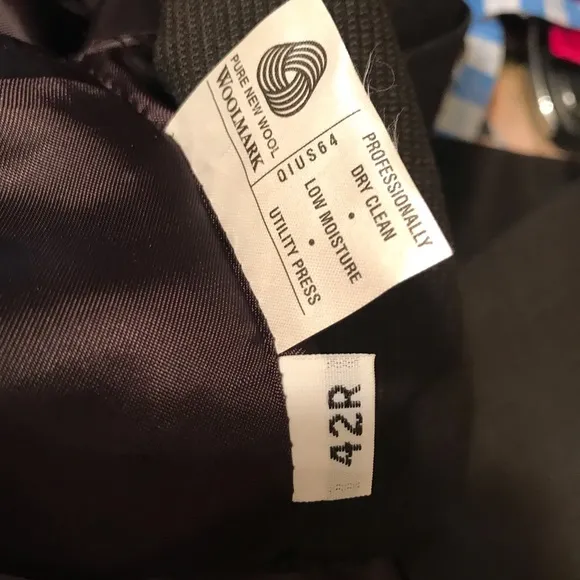 PURE NEW WOOL
WOOLMARK
QIUS64
PROFESSIONALLY
DRY CLEAN
•
LOW MOISTURE
•
UTILITY PRESS
42R